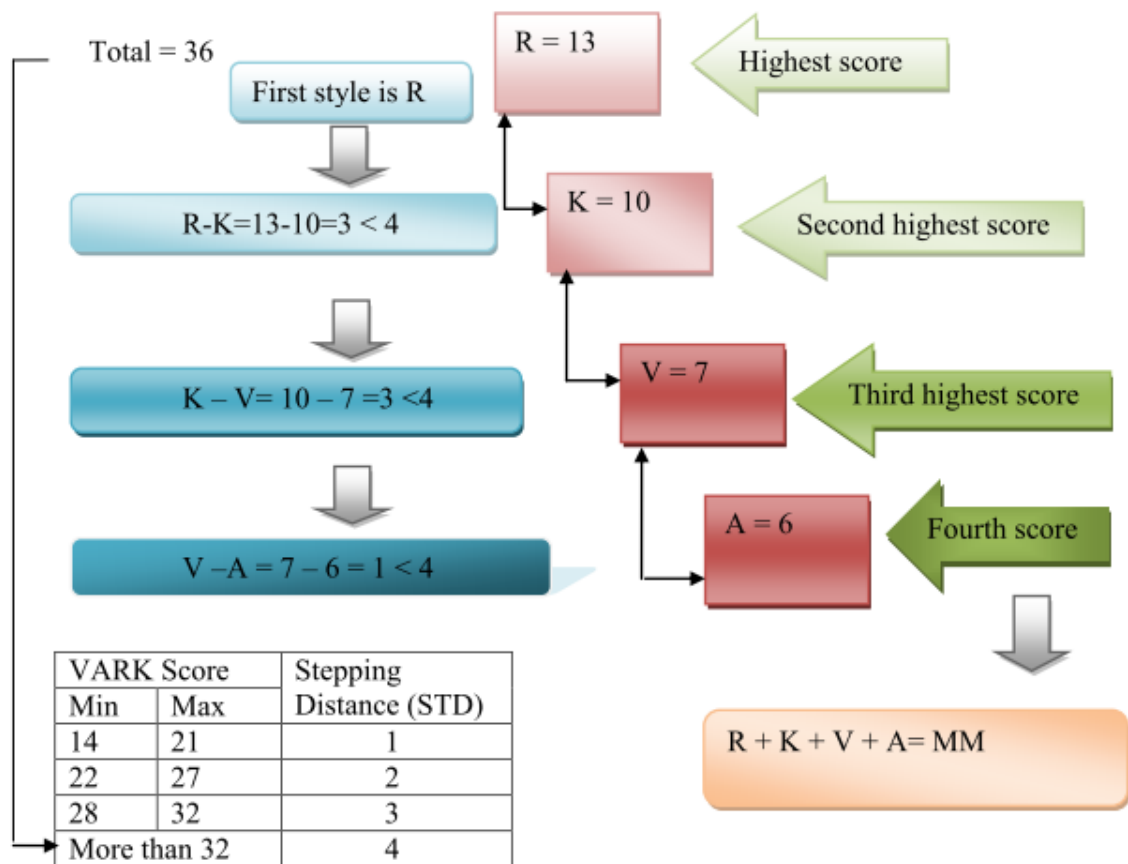 Total = 36
R = 13
Highest score
First style is R
R-K=13-10=3 < 4
K = 10
Second highest score
K – V= 10 – 7 =3 <4
V = 7
Third highest score
V –A = 7 – 6 = 1 < 4
A = 6
Fourth score
VARK Score
Stepping
Distance (STD)
Min Max
14 21 1
22 27 2
28 32 3
More than 32 4
R + K + V + A= MM